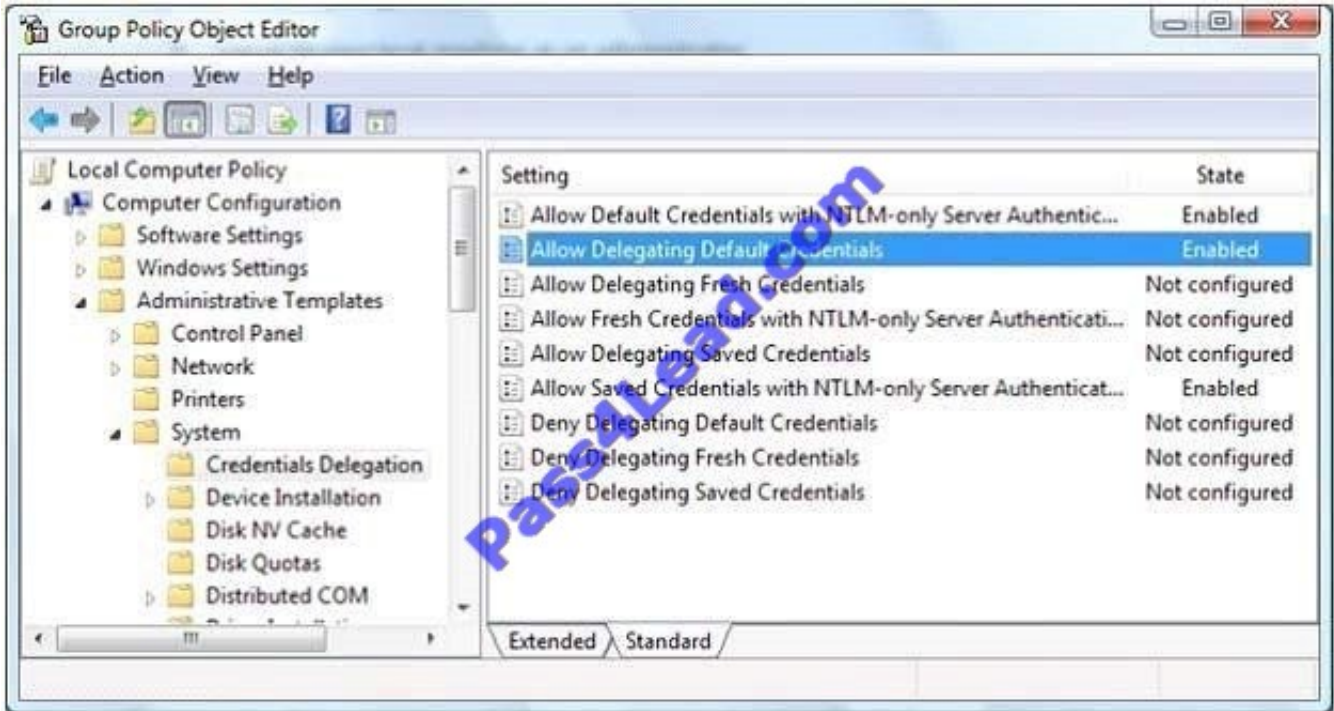 Group Policy Object Editor
File Action View Help
Local Computer Policy
Computer Configuration
Software Settings
Windows Settings
Administrative Templates
Control Panel
Network
Printers
System
Credentials Delegation
Device Installation
Disk NV Cache
Disk Quotas
Distributed COM
Setting State
Allow Default Credentials with NTLM-only Server Authentic... Enabled
Allow Delegating Default Credentials Enabled
Allow Delegating Fresh Credentials Not configured
Allow Fresh Credentials with NTLM-only Server Authenticati... Not configured
Allow Delegating Saved Credentials Not configured
Allow Saved Credentials with NTLM-only Server Authenticat... Enabled
Deny Delegating Default Credentials Not configured
Deny Delegating Fresh Credentials Not configured
Deny Delegating Saved Credentials Not configured
Extended Standard
Pass4Lead.com